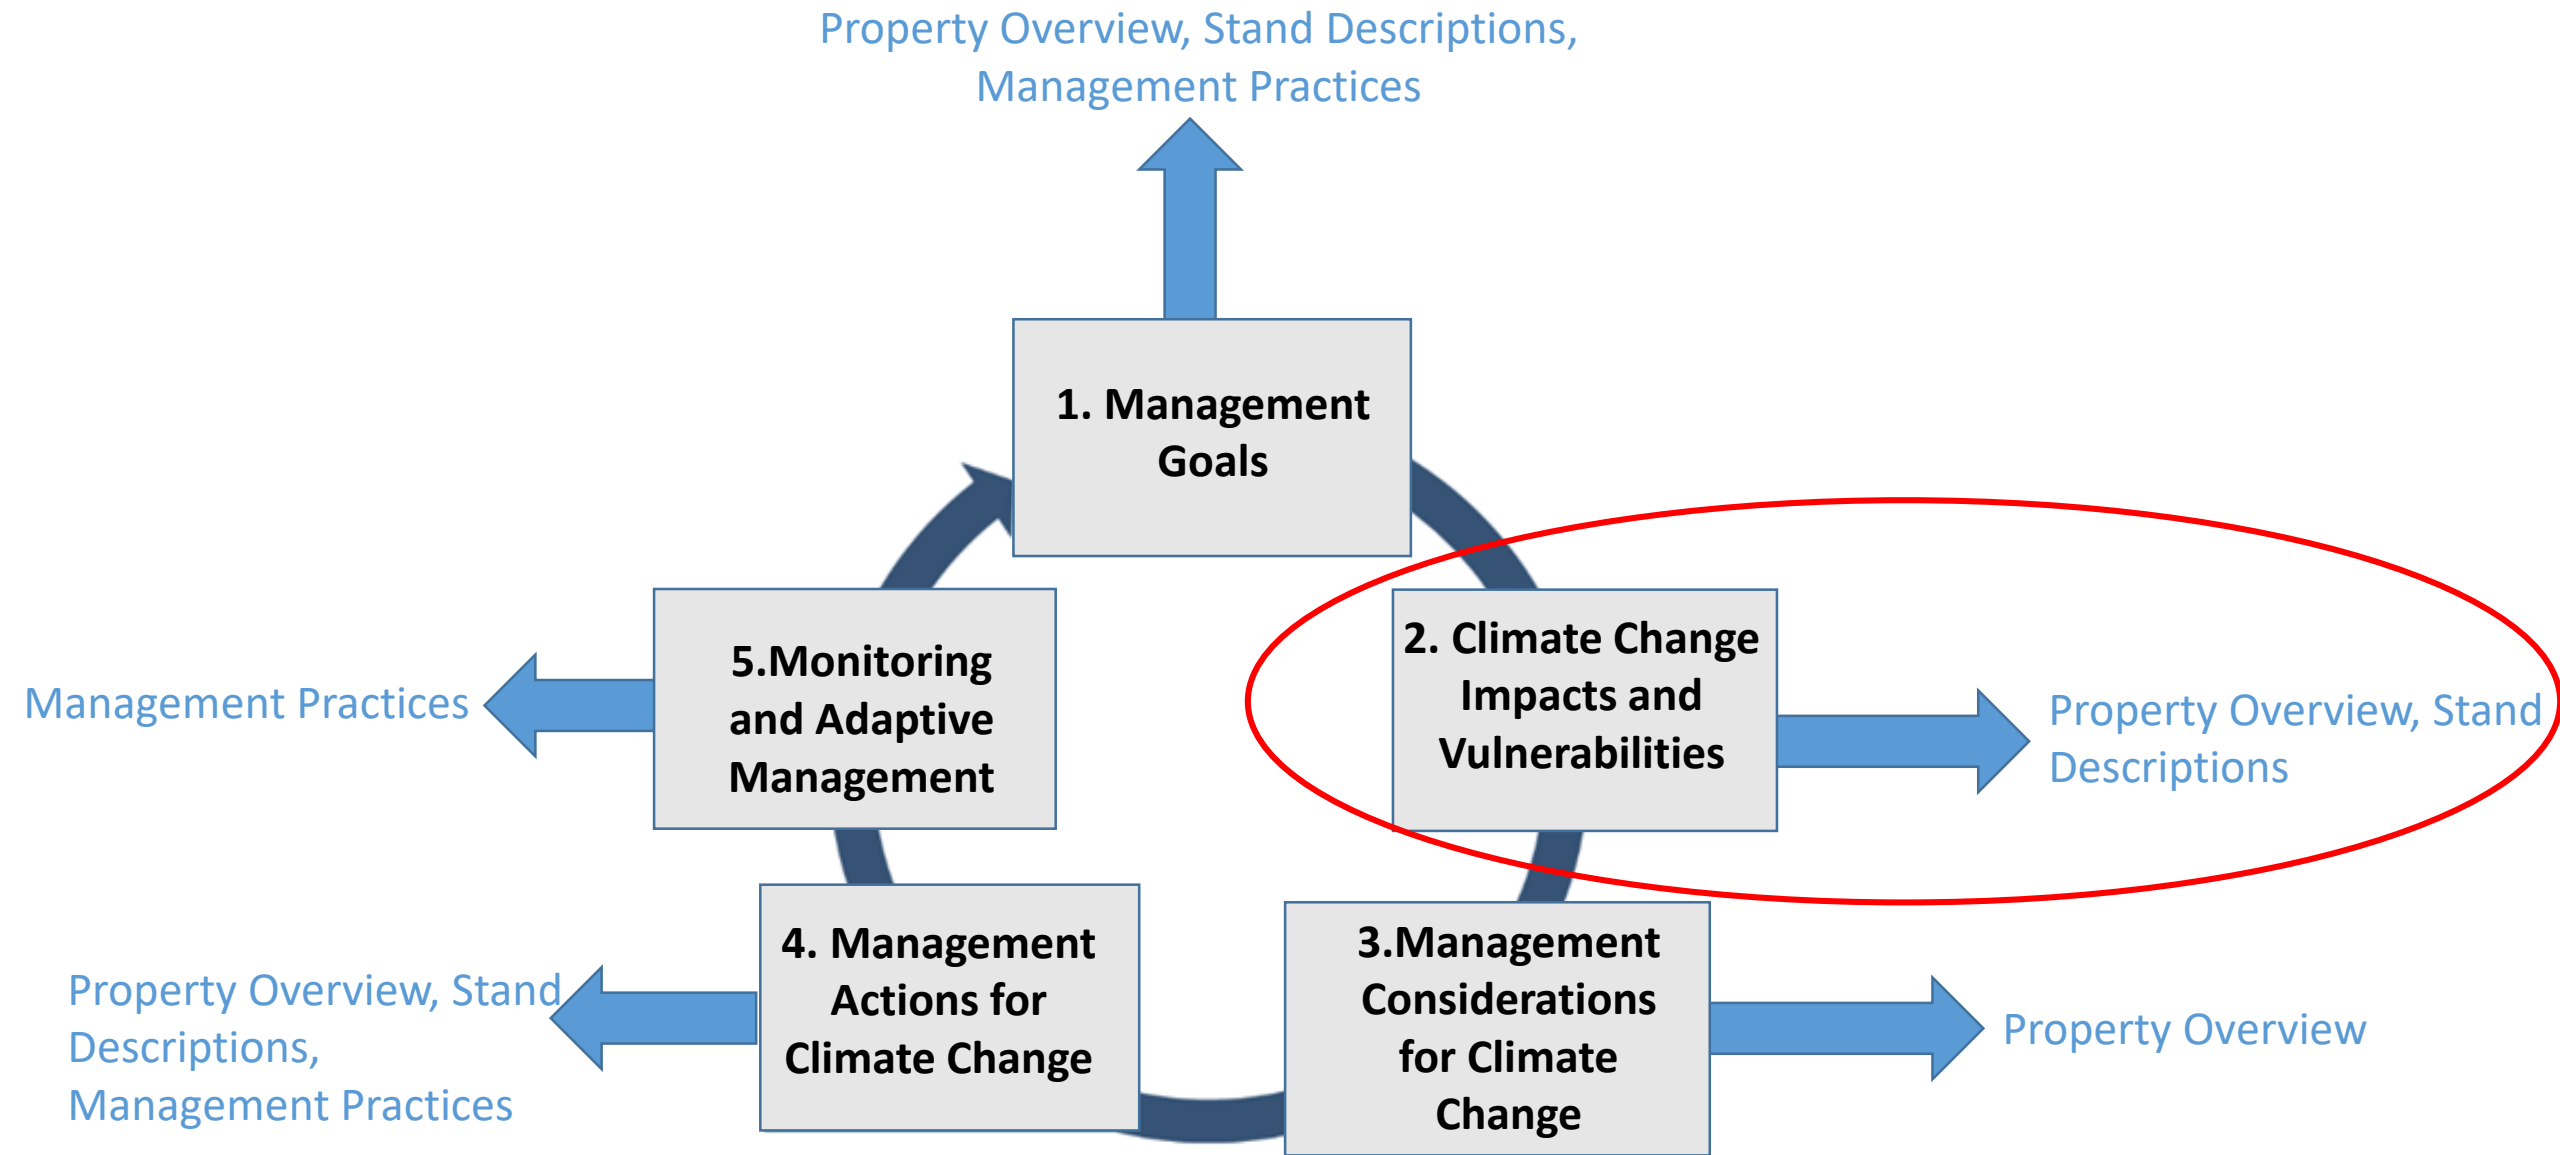 Property Overview, Stand Descriptions,
Management Practices
1. Management
Goals
2. Climate Change
Impacts and
Vulnerabilities
Property Overview, Stand
Descriptions
3.Management
Considerations
for Climate
Change
Property Overview
4. Management
Actions for
Climate Change
Property Overview, Stand
Descriptions,
Management Practices
5.Monitoring
and Adaptive
Management
Management Practices